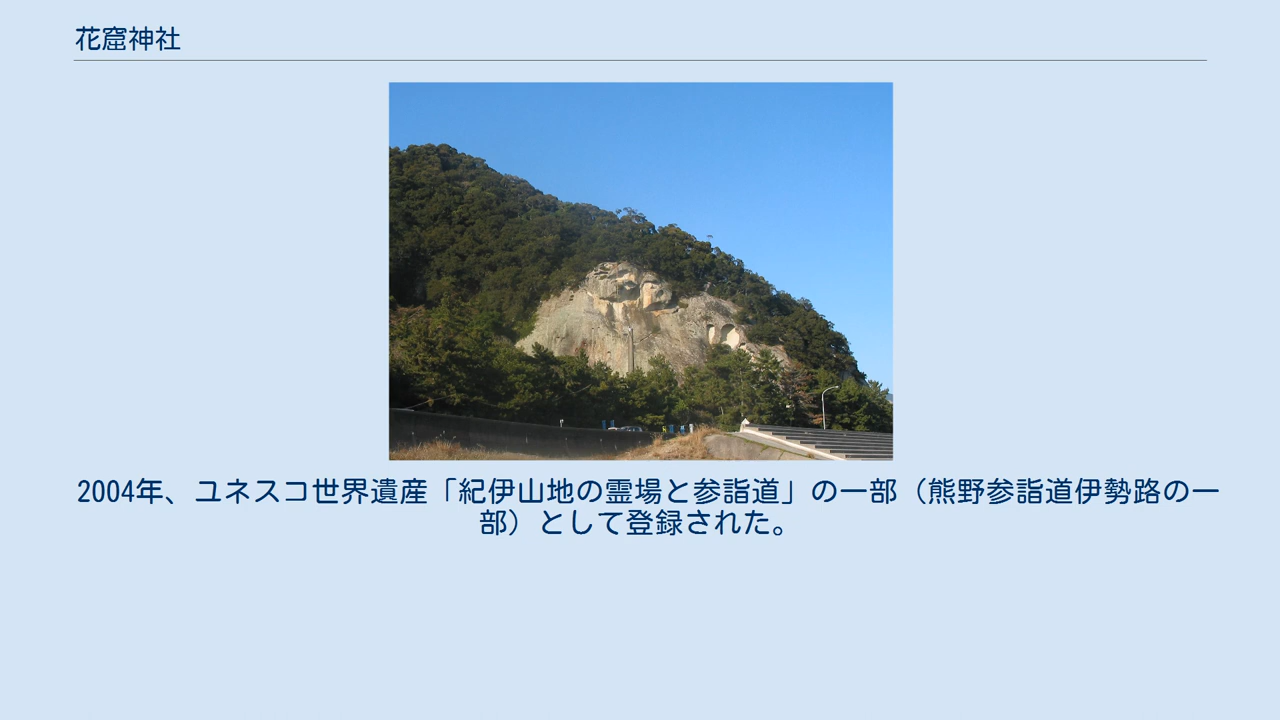 花窟神社
2004年、ユネスコ世界遺産「紀伊山地の霊場と参詣道」の一部（熊野参詣道伊勢路の一
部）として登録された。